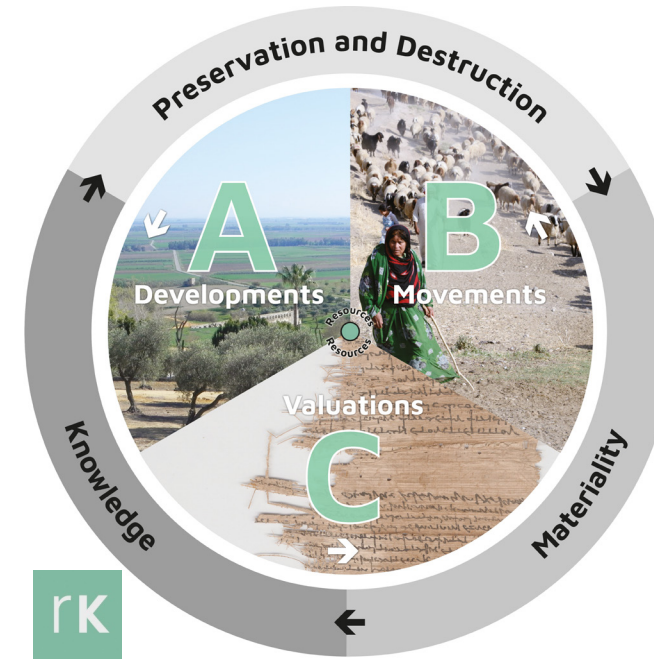 Preservation and Destruction
A
Developments
B
Movements
Resources
Resources
Valuations
C
Knowledge
Materiality
rK